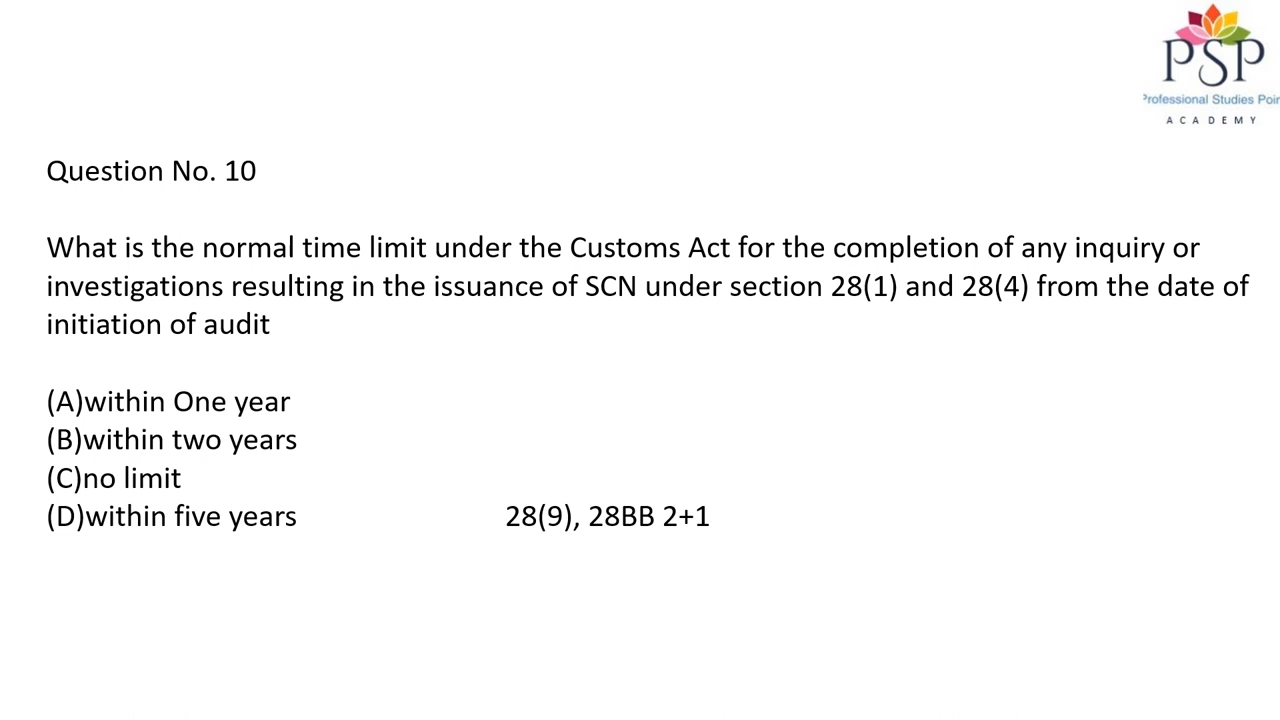 PSP
Professional Studies Poin
ACADEMY
Question No. 10
What is the normal time limit under the Customs Act for the completion of any inquiry or
investigations resulting in the issuance of SCN under section 28(1) and 28(4) from the date of
initiation of audit
(A)within One year
(B)within two years
(C)no limit
(D)within five years 28(9), 28BB 2+1